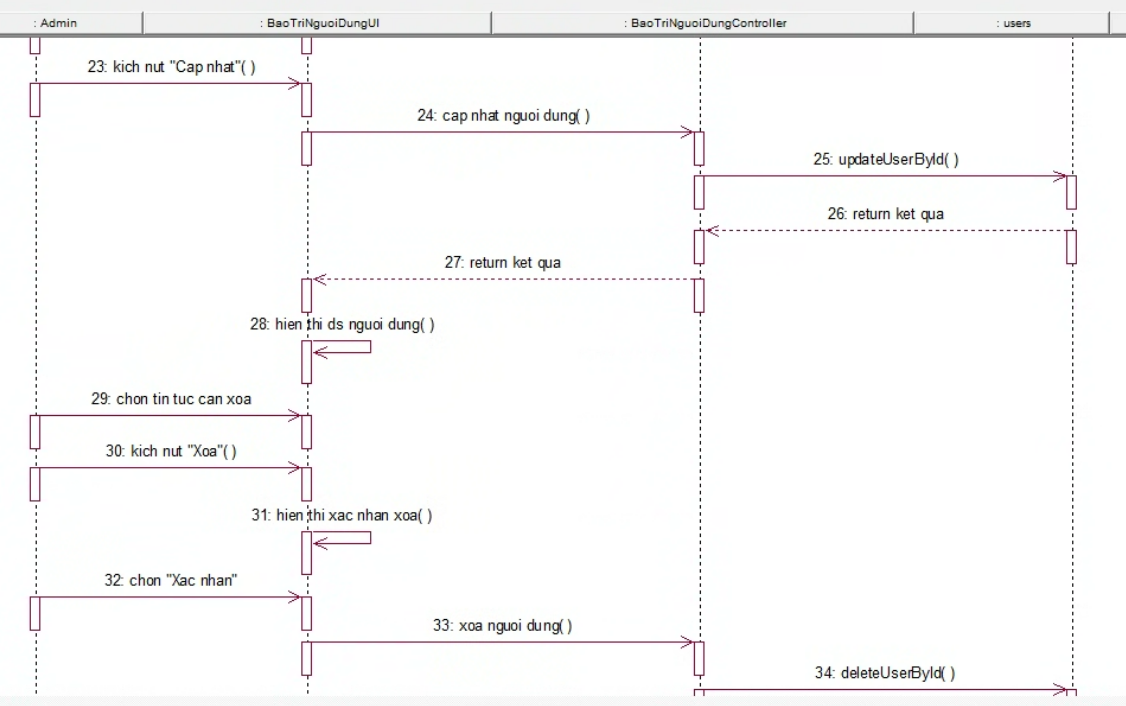 : Admin
: BaoTriNguoiDungUI
: BaoTriNguoiDungController
: users
23: kich nut "Cap nhat"( )
24: cap nhat nguoi dung( )
25: updateUserById( )
26: return ket qua
27: return ket qua
28: hien thi ds nguoi dung( )
29: chon tin tuc can xoa
30: kich nut "Xoa"( )
31: hien thi xac nhan xoa( )
32: chon "Xac nhan"
33: xoa nguoi dung( )
34: deleteUserById( )